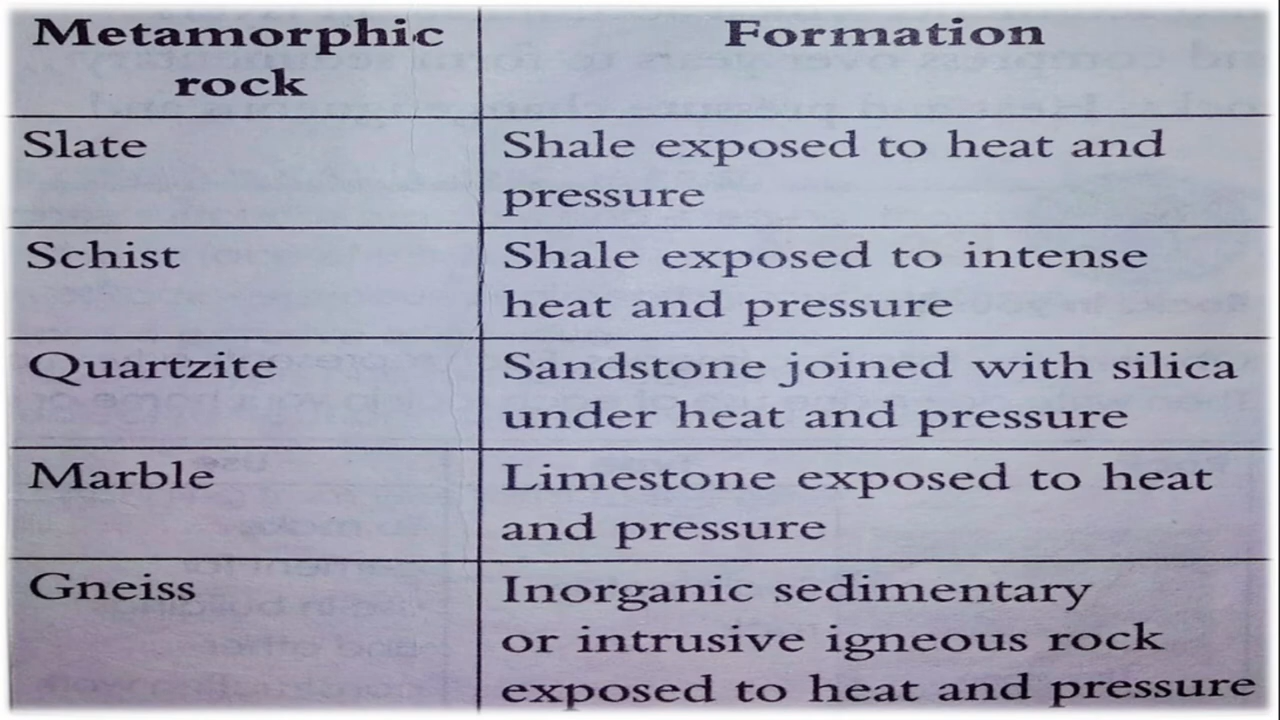 Metamorphic
rock
Formation
Slate
Shale exposed to heat and
pressure
Schist
Shale exposed to intense
heat and pressure
Quartzite
Sandstone joined with silica
under heat and pressure
Marble
Limestone exposed to heat
and pressure
Gneiss
Inorganic sedimentary
or intrusive igneous rock
exposed to heat and pressure